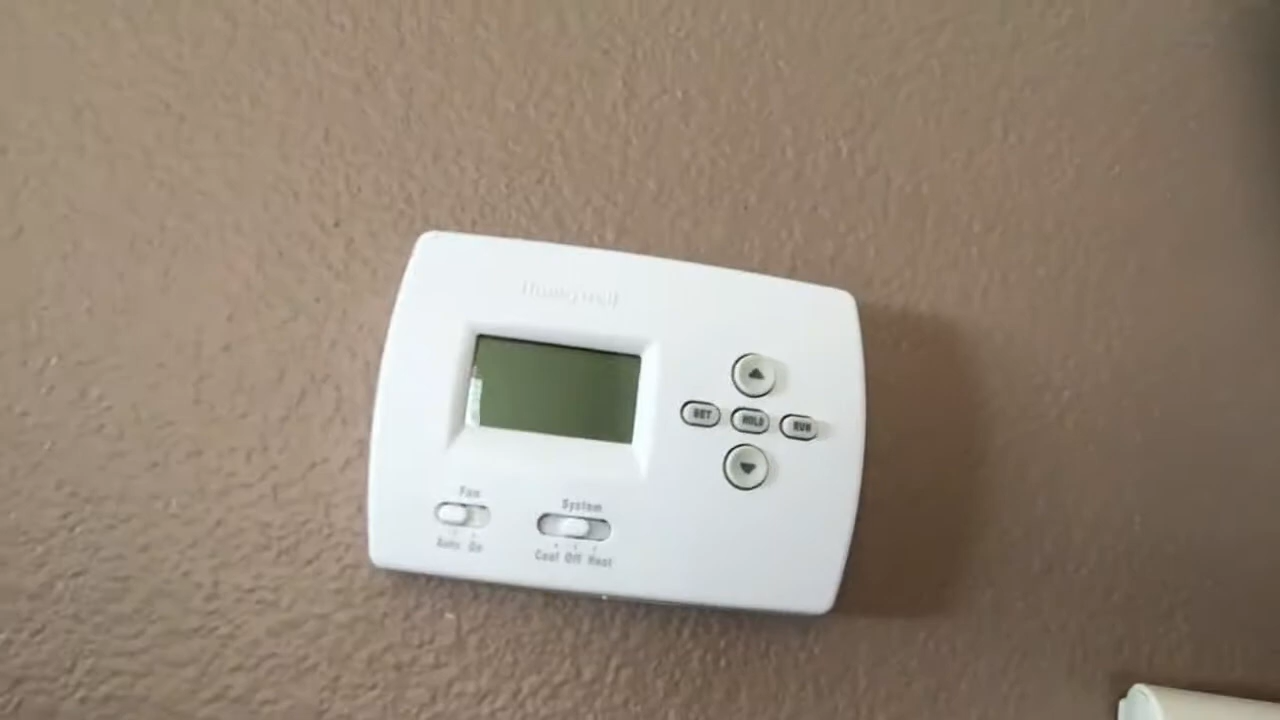 Honeywell
SET HOLD RUN
Fan
System
Auto On
Cool Off Heat